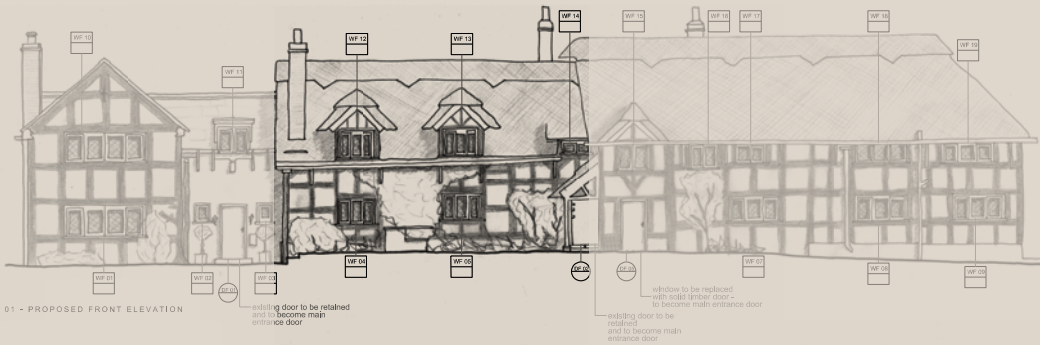 WF 14
WF 15
WF 16
WF 17
WF 18
WF 10
WF 12
WF 13
WF 19
WF 11
WF 04
WF 05
WF 07
WF 08
WF 09
WF 01
WF 02
WF 03
DF 01
DF 02
DF 03
window to be replaced
with solid timber door –
to become main entrance door
01 - PROPOSED FRONT ELEVATION
existing door to be retained
and to become main
entrance door
existing door to be
retained
and to become main
entrance door